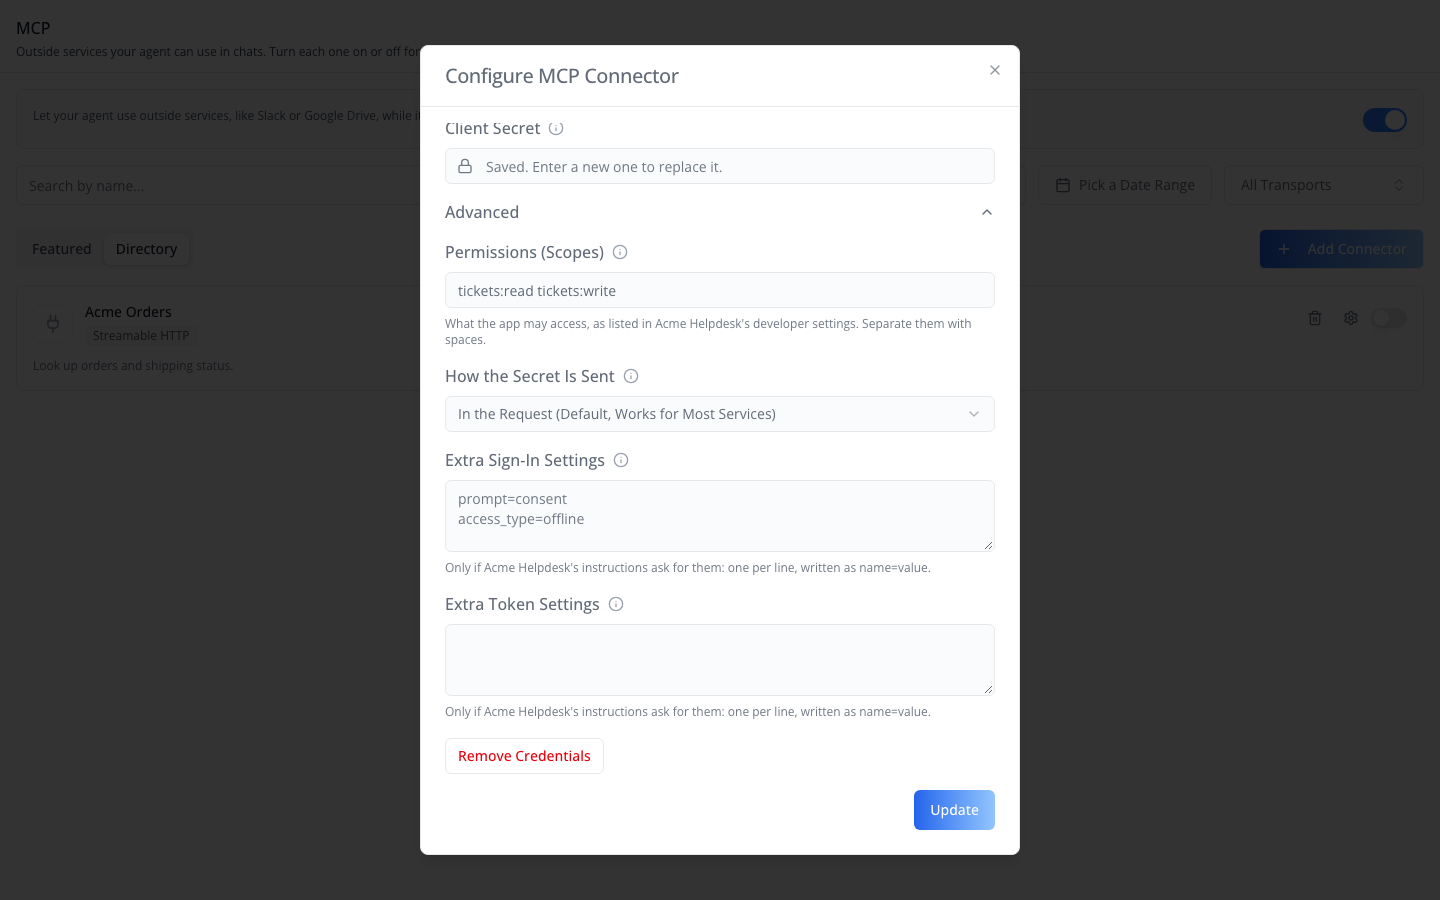 MCP
Outside services your agent can use in chats. Turn each one on or off for
Let your agent use outside services, like Slack or Google Drive, while it
Search by name...
Pick a Date Range
All Transports
Featured
Directory
Add Connector
Acme Orders
Streamable HTTP
Look up orders and shipping status.
Configure MCP Connector
Client Secret
Saved. Enter a new one to replace it.
Advanced
Permissions (Scopes)
tickets:read tickets:write
What the app may access, as listed in Acme Helpdesk's developer settings. Separate them with
spaces.
How the Secret Is Sent
In the Request (Default, Works for Most Services)
Extra Sign-In Settings
prompt=consent
access_type=offline
Only if Acme Helpdesk's instructions ask for them: one per line, written as name=value.
Extra Token Settings
Only if Acme Helpdesk's instructions ask for them: one per line, written as name=value.
Remove Credentials
Update